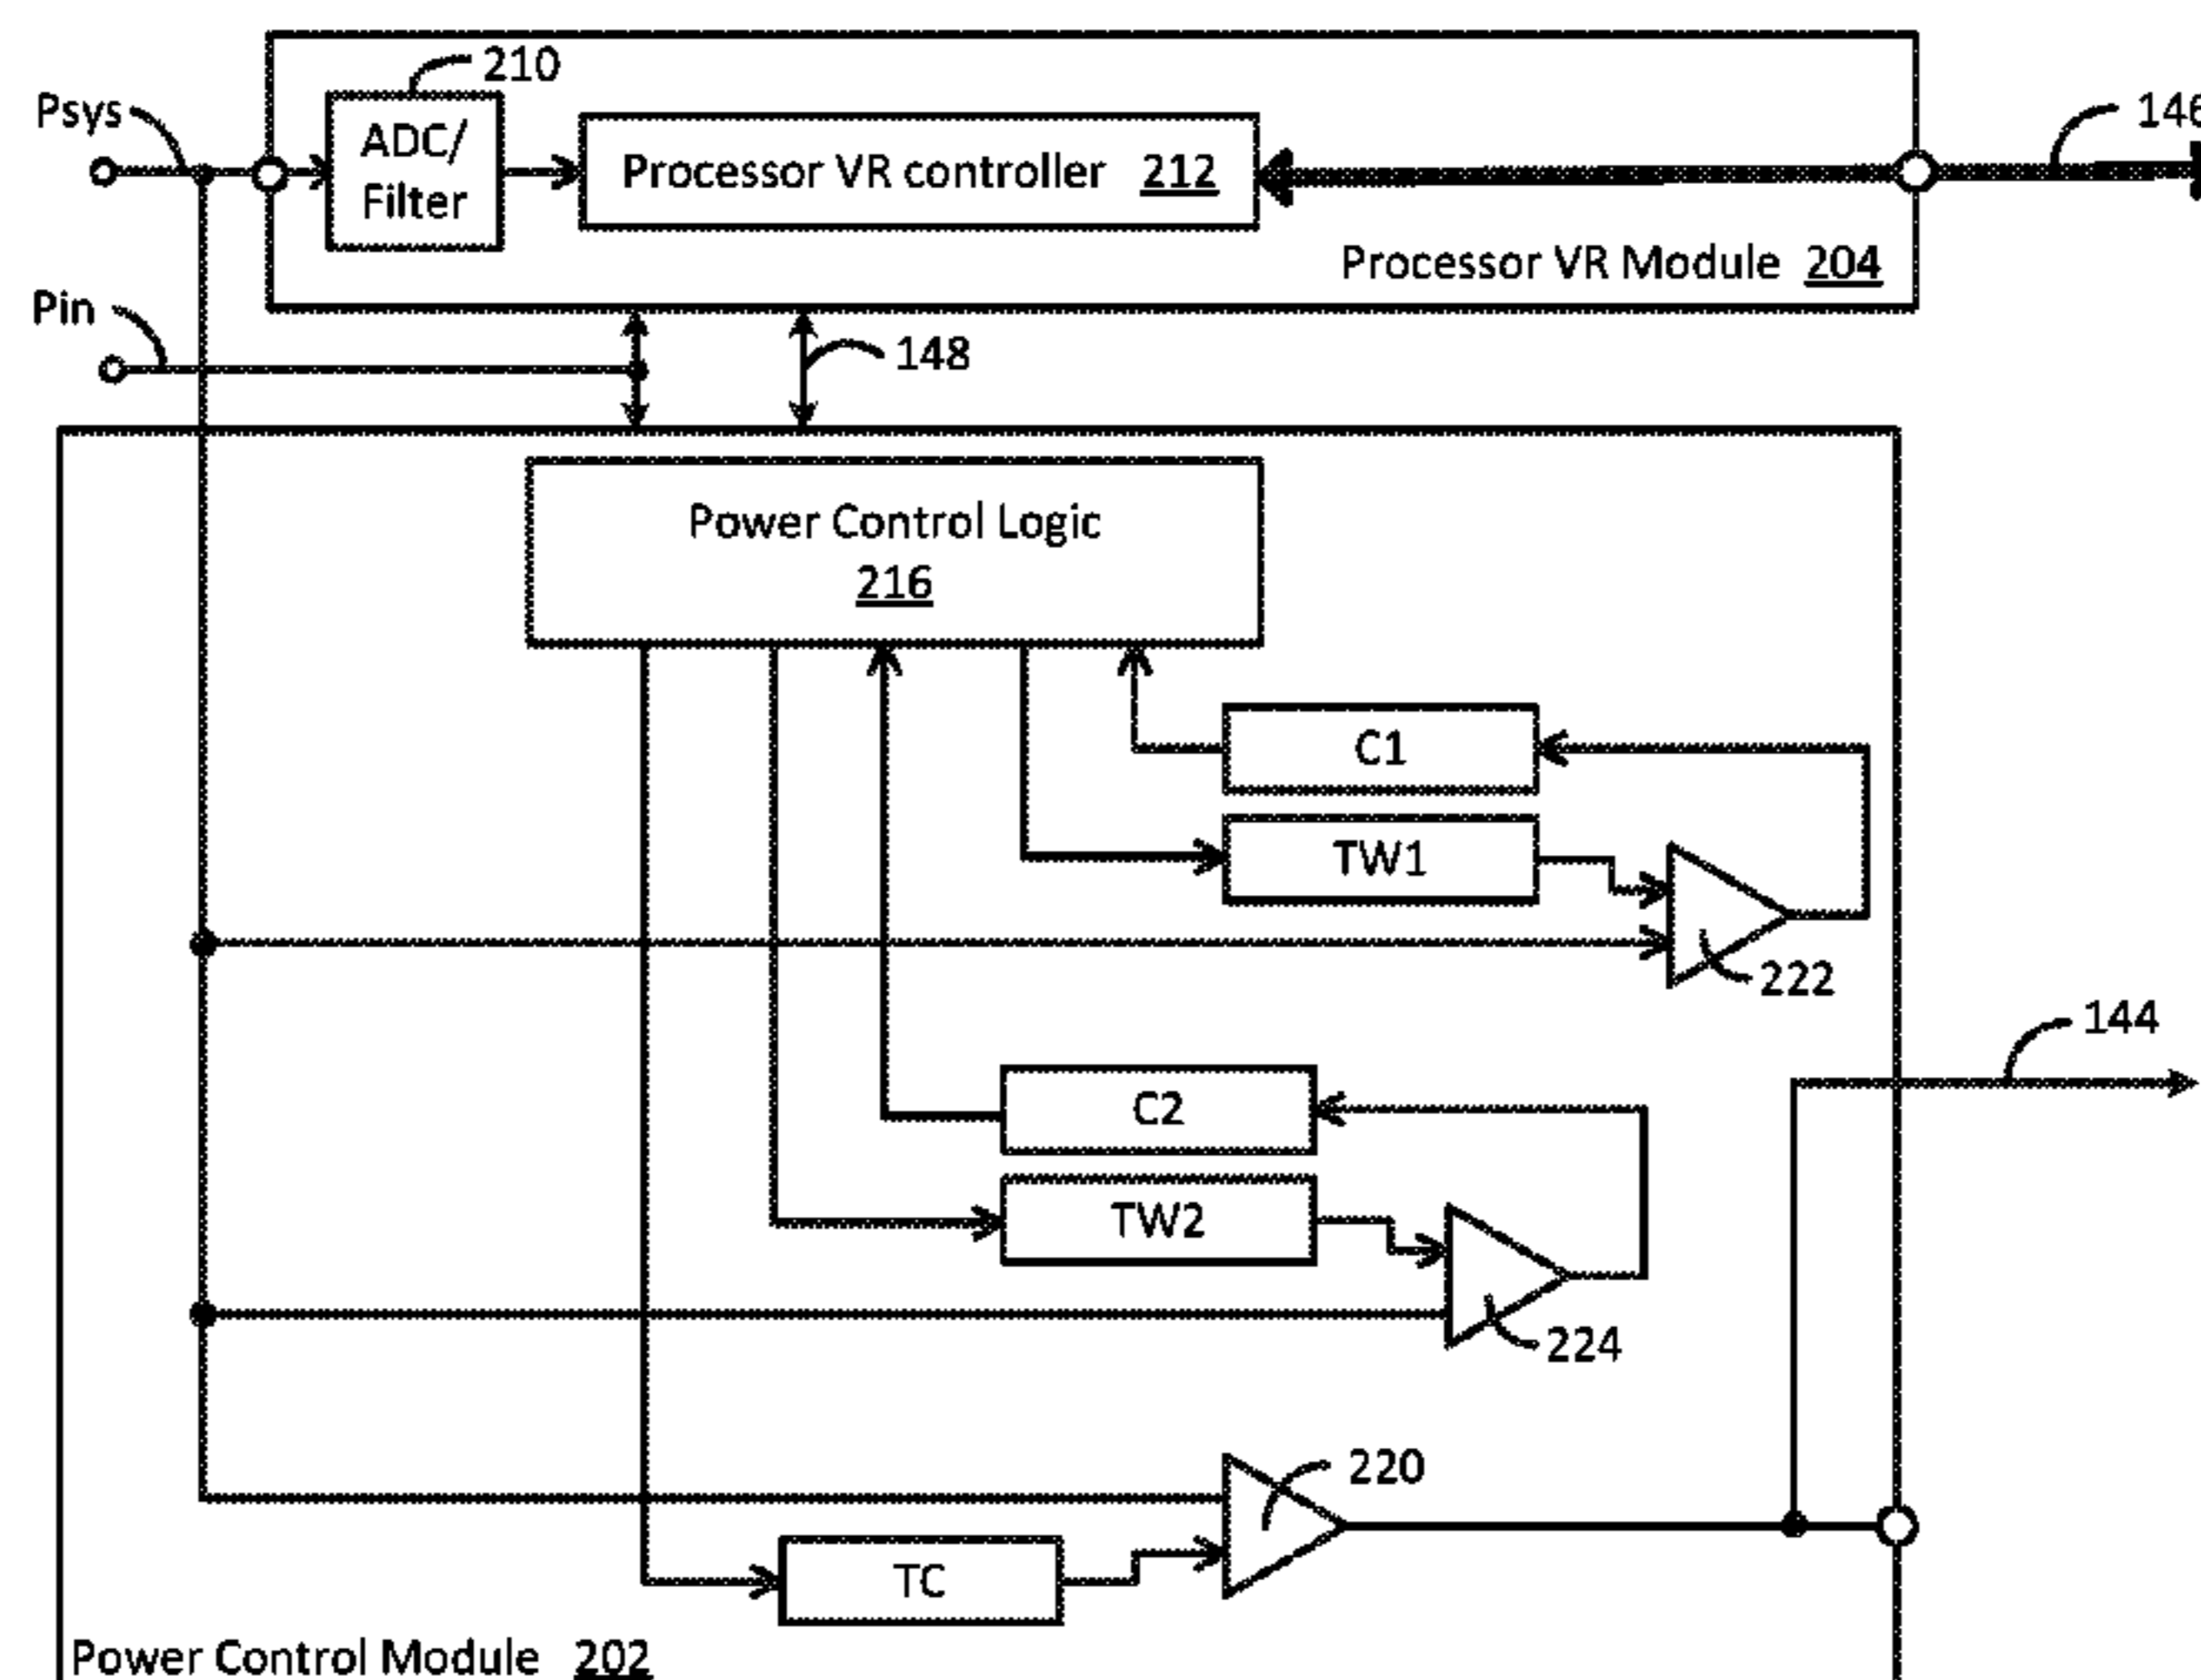 210
Psys
ADC/
Filter
Processor VR controller 212
146
Processor VR Module 204
Pin
148
Power Control Logic
216
C1
TW1
222
144
C2
TW2
224
220
TC
Power Control Module 202